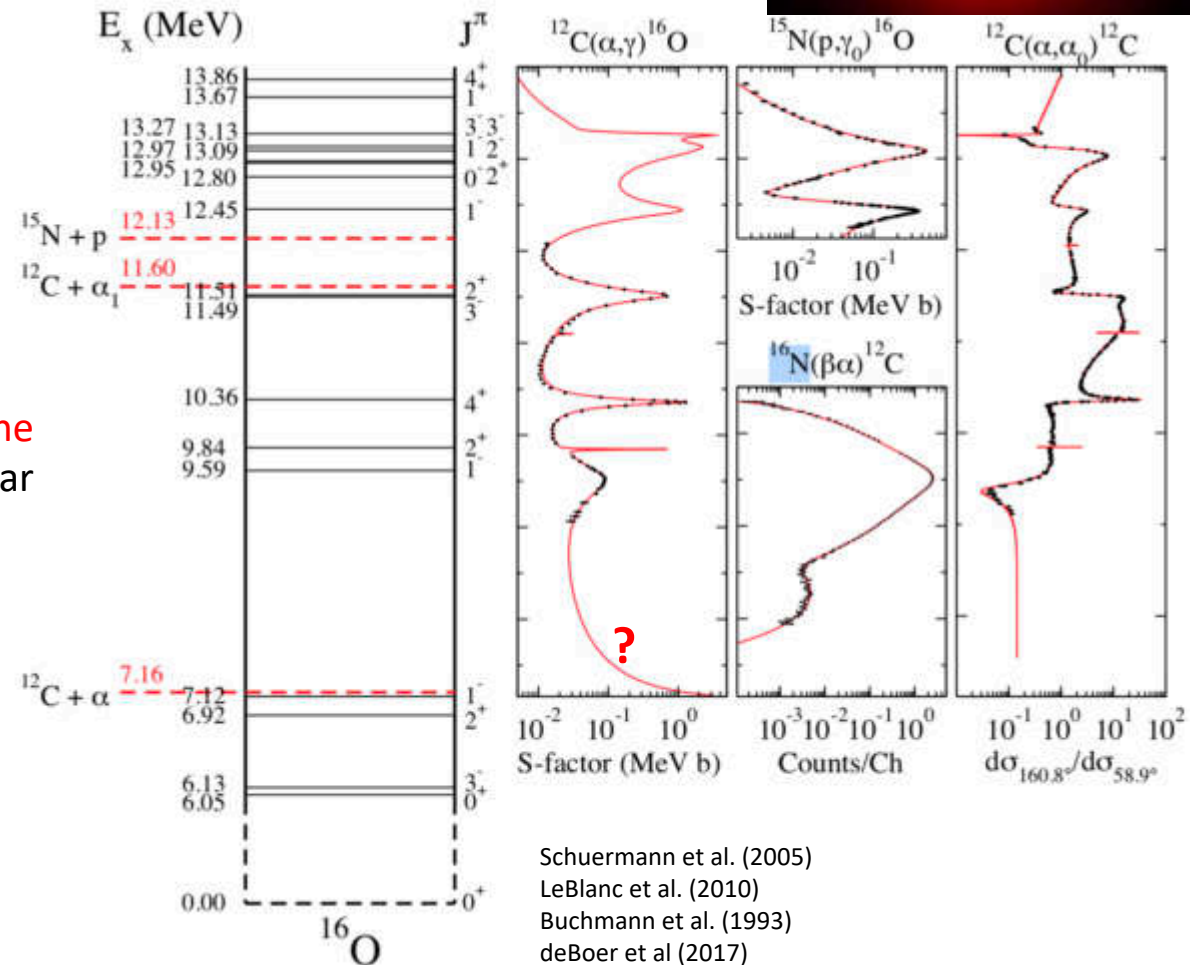 E_x (MeV)
J^π
13.86 4⁺
13.67 1⁺
13.27 13.13 3⁻3⁻
12.97 13.09 1⁻2⁻
12.95 12.80 0⁻2⁺
12.45 1⁻
¹⁵N + p 12.13
¹²C + α₁ 11.60
11.51 2⁺
11.49 3⁻
10.36 4⁺
9.84 2⁺
9.59 1⁻
¹²C + α 7.16
7.12 1⁻
6.92 2⁺
6.13 3⁻
6.05 0⁺
0.00 0⁺
¹⁶O
ne
ar
¹²C(α,γ)¹⁶O
?
10⁻² 10⁻¹ 10⁰
S-factor (MeV b)
¹⁵N(p,γ₀)¹⁶O
10⁻² 10⁻¹
S-factor (MeV b)
¹⁶N(βα)¹²C
10⁻³ 10⁻² 10⁻¹ 10⁰
Counts/Ch
¹²C(α,α₀)¹²C
10⁻¹ 10⁰ 10¹ 10²
dσ₁₆₀.₈°/dσ₅₈.₉°
Schuermann et al. (2005)
LeBlanc et al. (2010)
Buchmann et al. (1993)
deBoer et al (2017)